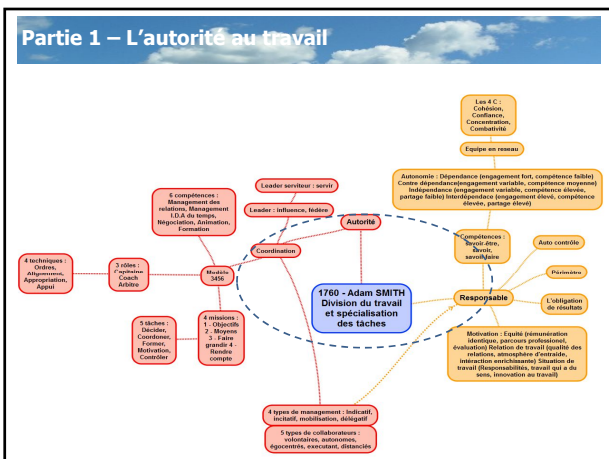 Partie 1 – L'autorité au travail
Les 4 C :
Cohésion,
Confiance,
Concentration,
Combativité
Equipe en reseau
Autonomie : Dépendance (engagement fort, compétence faible)
Contre dépendance(engagement variable, compétence moyenne)
Indépendance (engagement variable, compétence élevée,
partage faible) Interdépendance (engagement élevé, compétence
élevée, partage élevé)
6 compétences :
Management des
relations, Management
I.D.A du temps,
Négociation, Animation,
Formation
Leader serviteur : servir
Leader : influence, fédère
Autorité
Coordination
Compétences :
savoir-être,
savoir,
savoir-faire
Auto contrôle
4 techniques :
Ordres,
Alignement,
Appropriation,
Appui
3 rôles :
Capitaine
Coach
Arbitre
Modèle
3456
Périmètre
1760 - Adam SMITH
Division du travail
et spécialisation
des tâches
Responsable
L'obligation
de résultats
5 tâches :
Décider,
Coordoner,
Former,
Motivation,
Contrôler
4 missions :
1 - Objectifs
2 - Moyens
3 - Faire
grandir 4 -
Rendre
compte
Motivation : Equité (rémunération
identique, parcours professionel,
évaluation) Relation de travail (qualité des
relations, atmosphère d'entraide,
intéraction enrichissante) Situation de
travail (Responsabilités, travail qui a du
sens, innovation au travail)
4 types de management : Indicatif,
incitatif, mobilisation, délégatif
5 types de collaborateurs :
volontaires, autonomes,
égocentrés, executant, distanciés